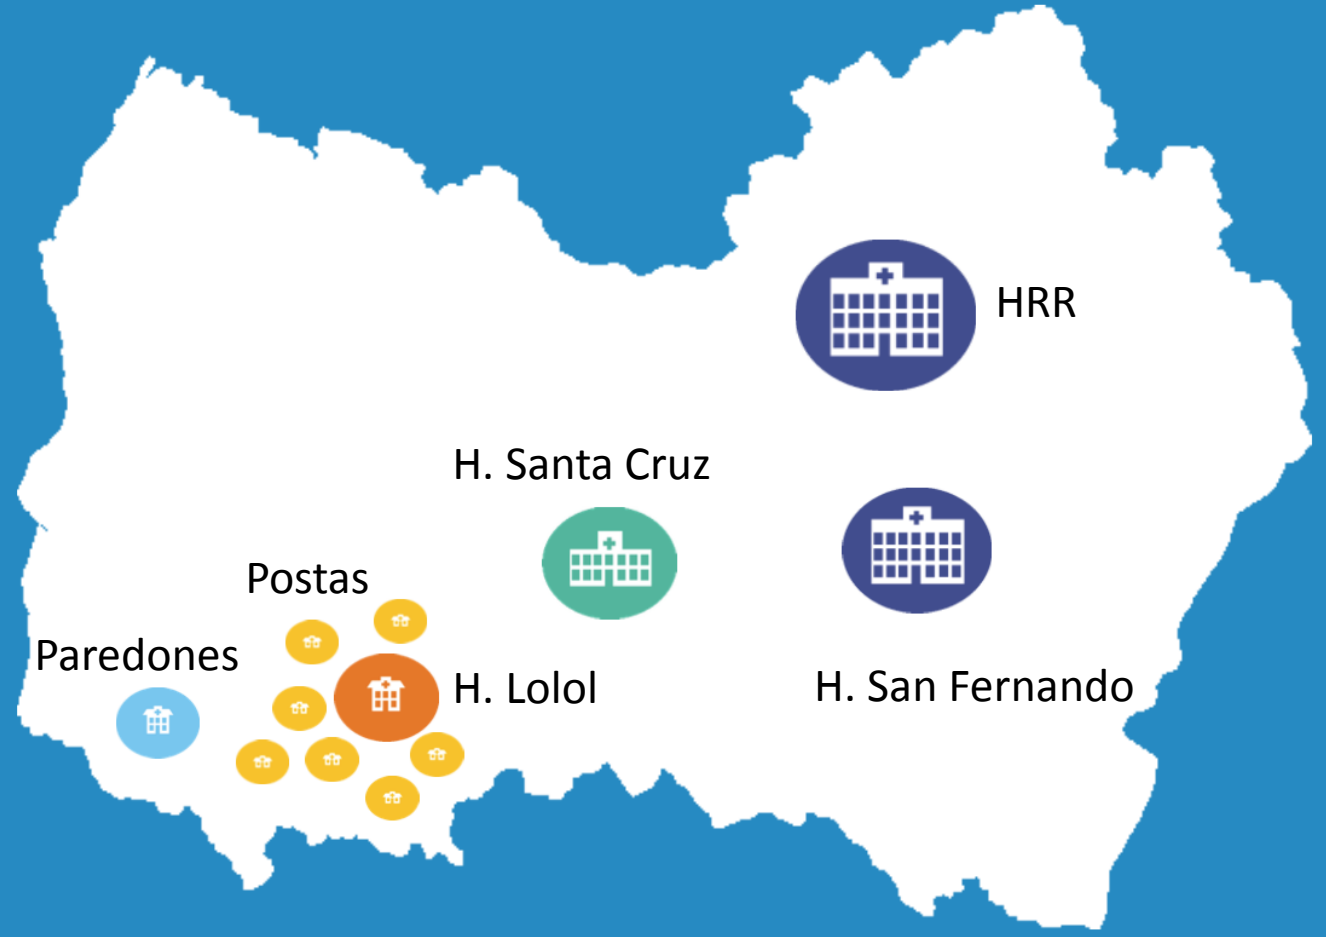 HRR
H. Santa Cruz
Postas
Paredones
H. Lolol
H. San Fernando